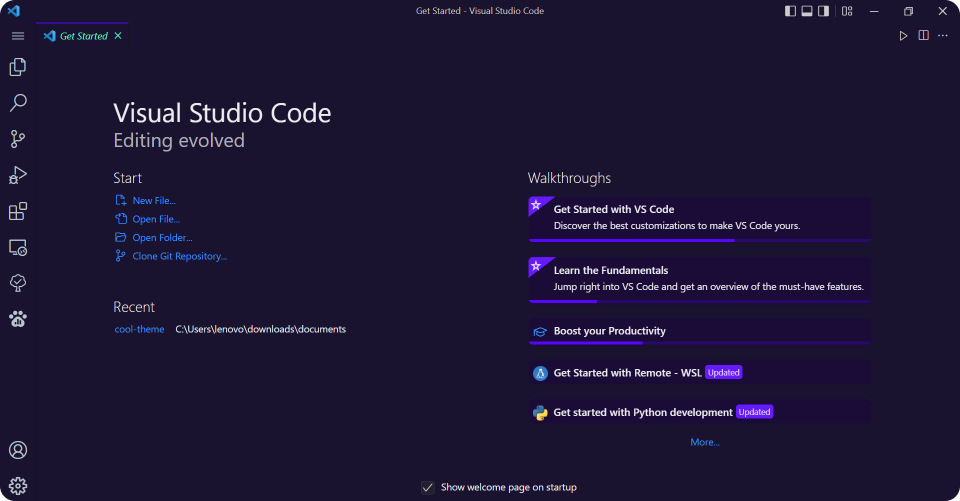 Get Started - Visual Studio Code
Get Started
Visual Studio Code
Editing evolved
Start
New File...
Open File...
Open Folder...
Clone Git Repository...
Recent
cool-theme C:\Users\lenovo\downloads\documents
Walkthroughs
Get Started with VS Code
Discover the best customizations to make VS Code yours.
Learn the Fundamentals
Jump right into VS Code and get an overview of the must-have features.
Boost your Productivity
Get Started with Remote - WSL Updated
Get started with Python development Updated
More...
Show welcome page on startup